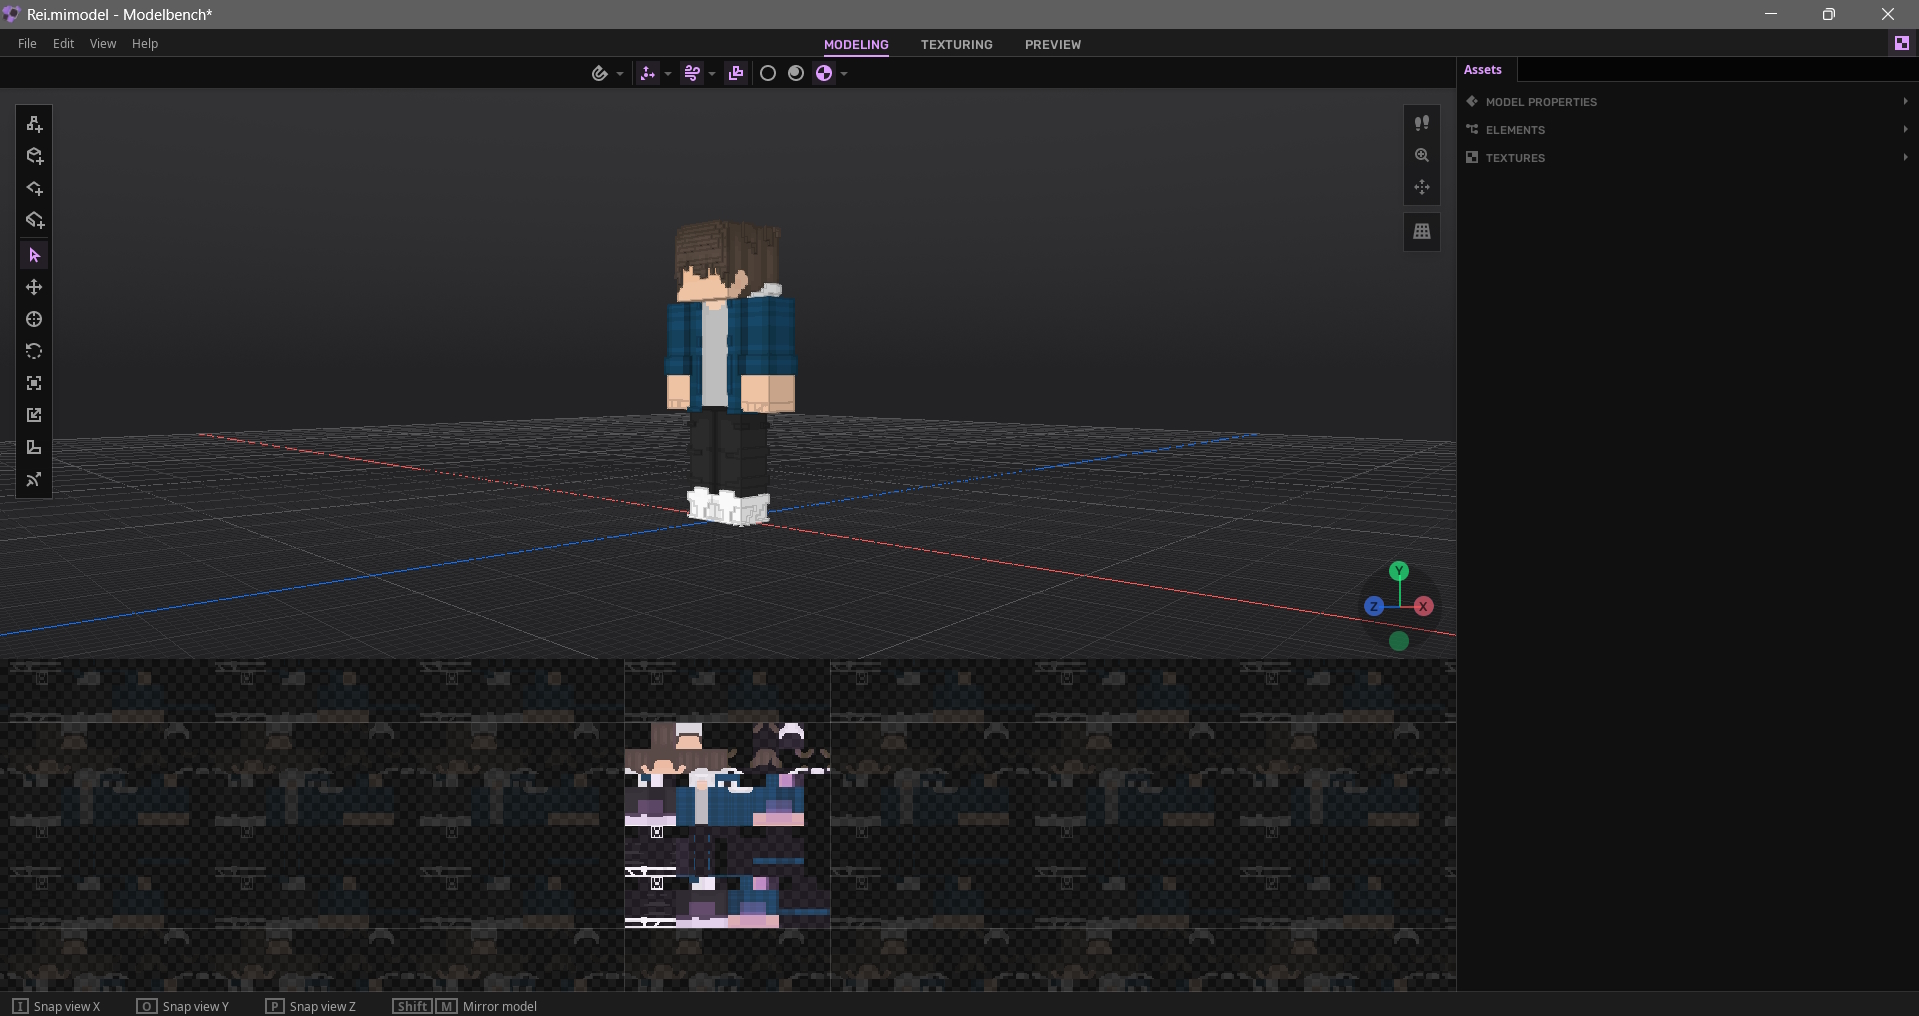 Rei.mimodel - Modelbench*
File Edit View Help
MODELING TEXTURING PREVIEW
Assets
MODEL PROPERTIES
ELEMENTS
TEXTURES
Y
Z X
I Snap view X O Snap view Y P Snap view Z Shift M Mirror model